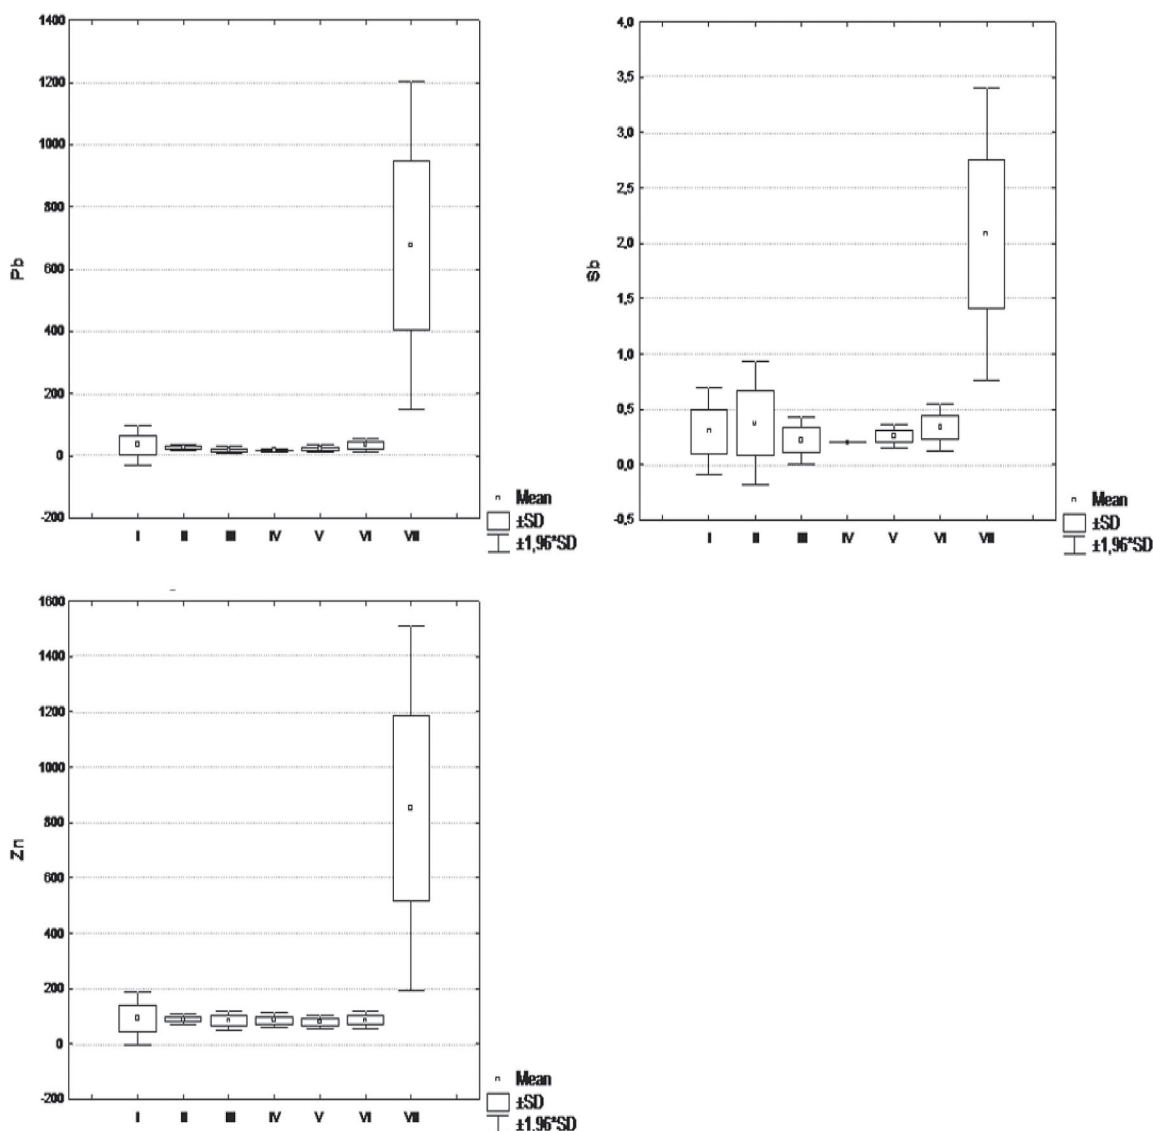 1400
1200
1000
800
600
400
200
0
-200
Pb
I II III IV V VI VII
Mean
±SD
±1,96*SD
4,0
3,5
3,0
2,5
2,0
1,5
1,0
0,5
0,0
-0,5
Sb
I II III IV V VI VII
Mean
±SD
±1,96*SD
1600
1400
1200
1000
800
600
400
200
0
-200
Zn
I II III IV V VI VII
Mean
±SD
±1,96*SD